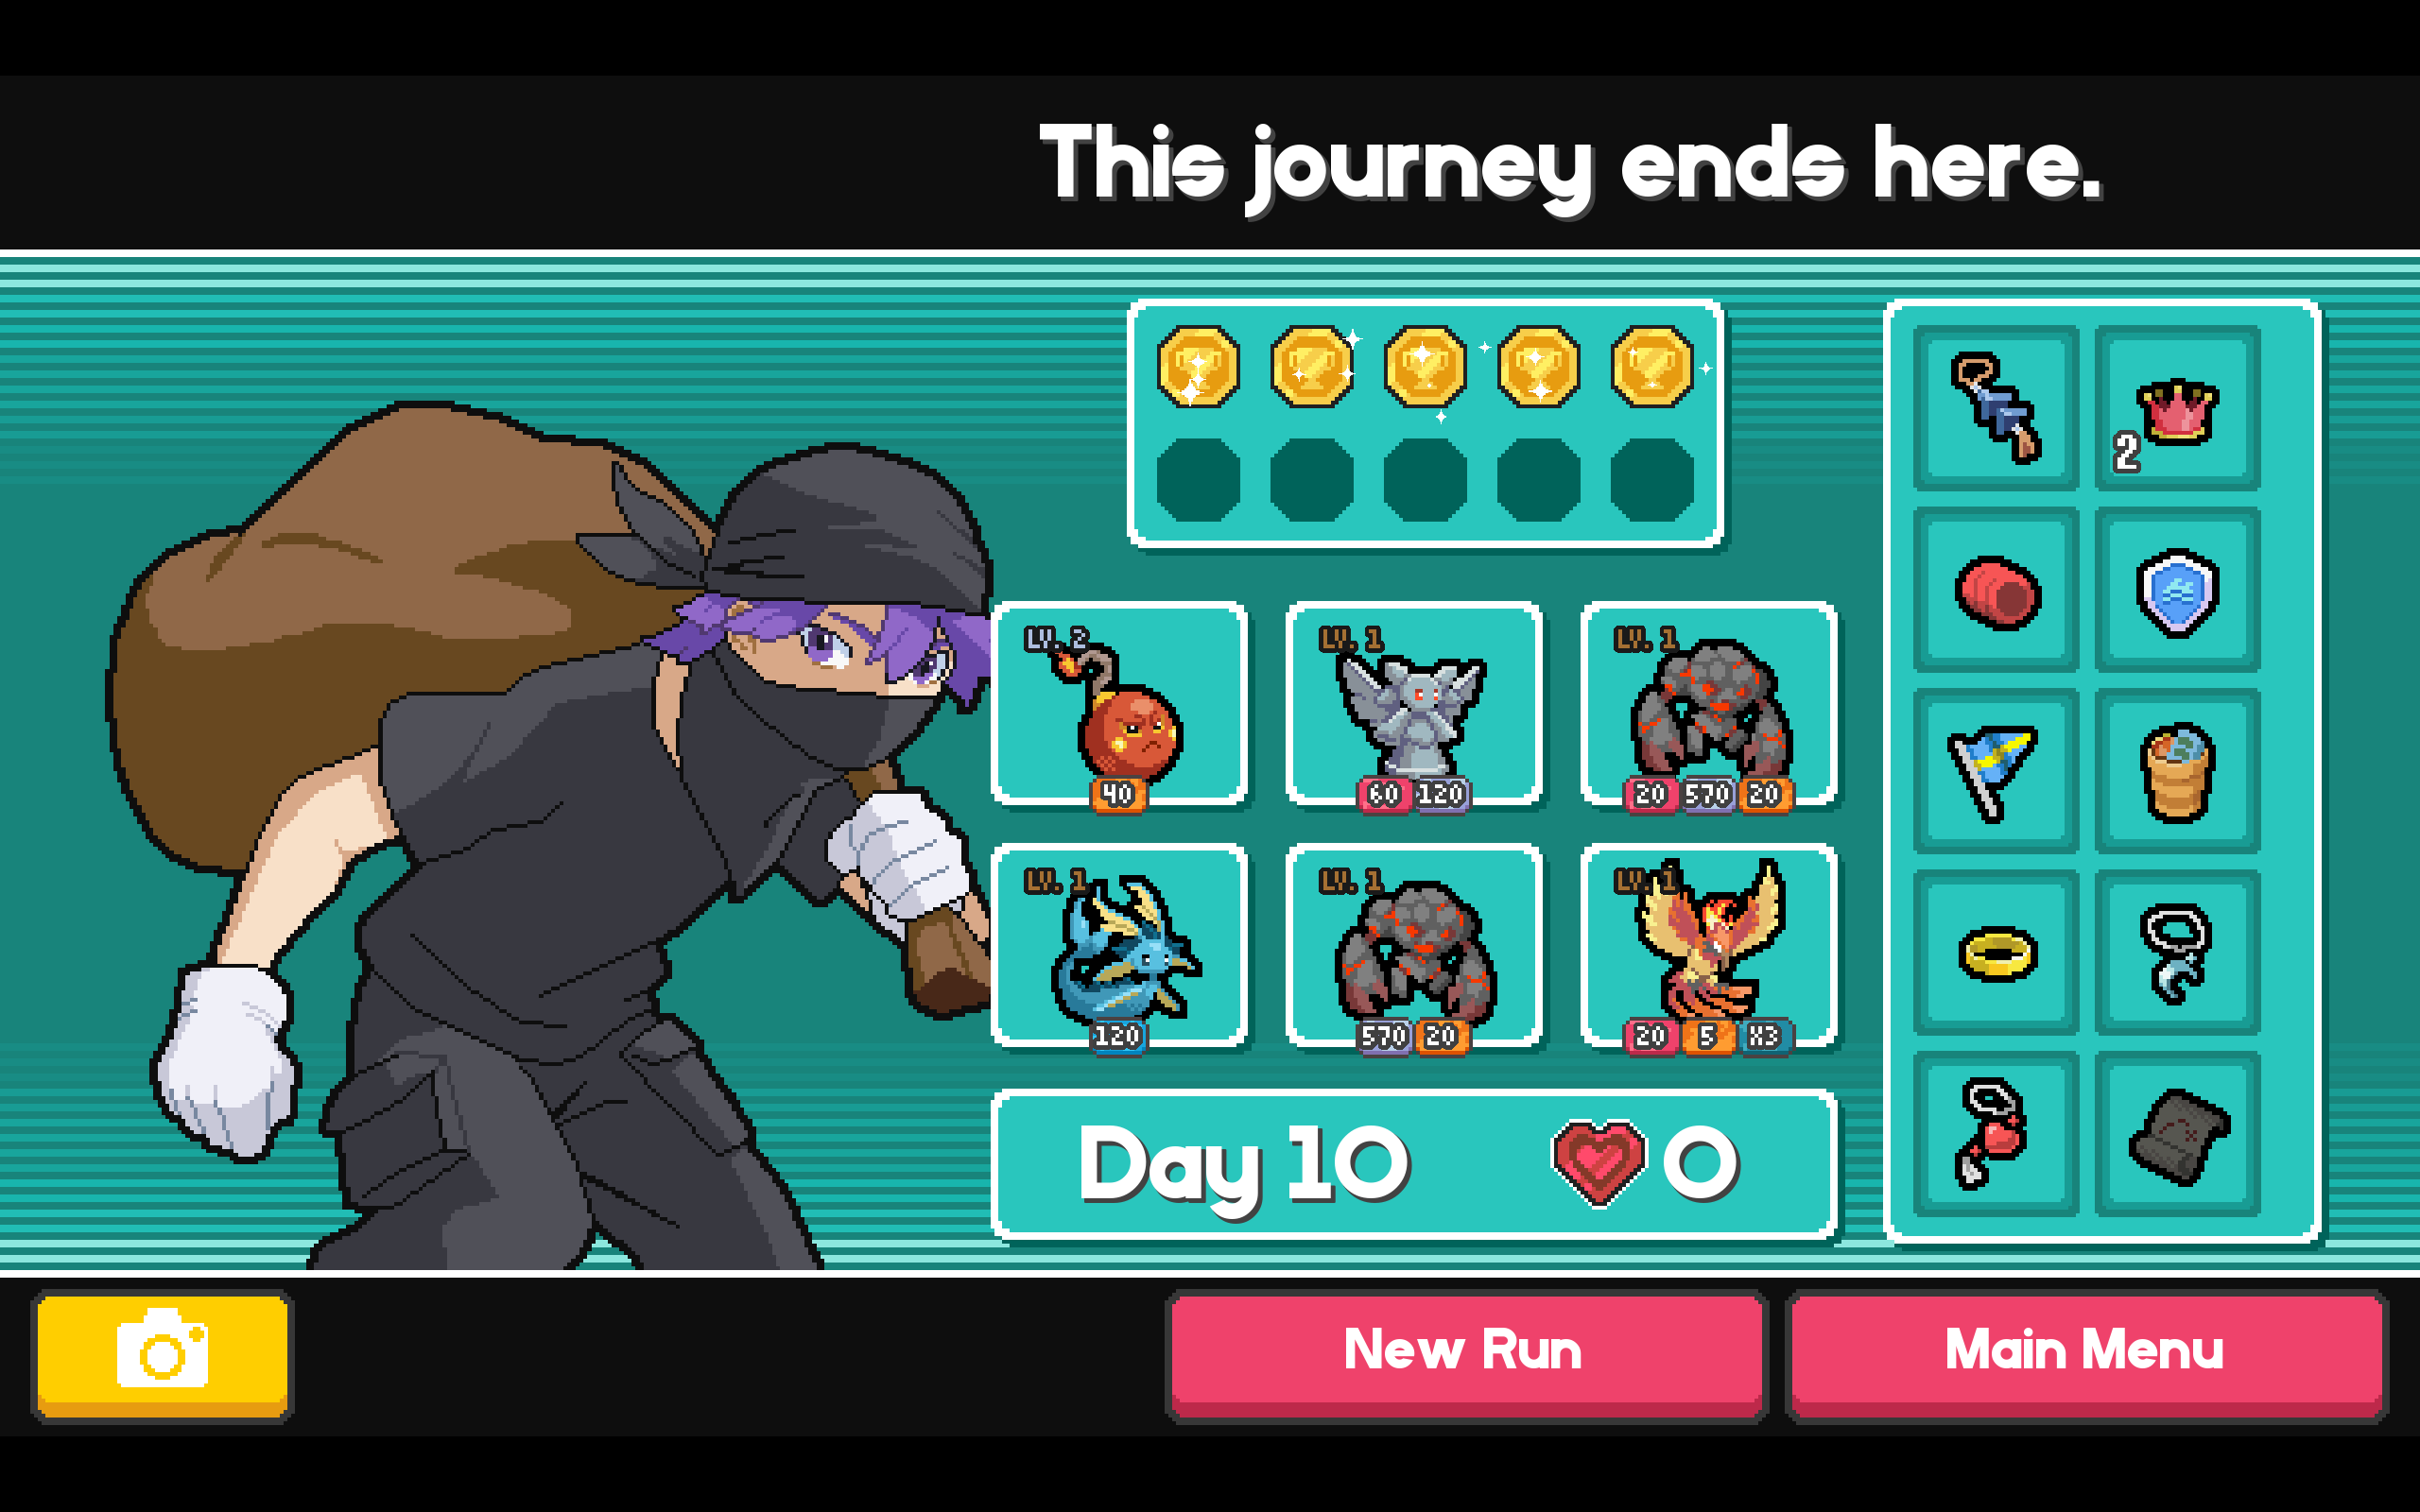 This journey ends here.
2
LV. 2
40
LV. 1
60 120
LV. 1
20 570 20
LV. 1
120
LV. 1
570 20
LV. 1
20 5 X3
Day 10
0
New Run
Main Menu